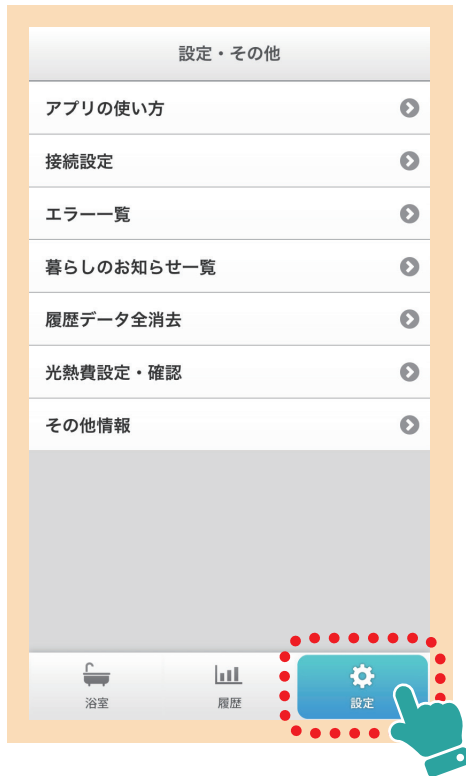 設定・その他
アプリの使い方
接続設定
エラー一覧
暮らしのお知らせ一覧
履歴データ全消去
光熱費設定・確認
その他情報
浴室
履歴
設定